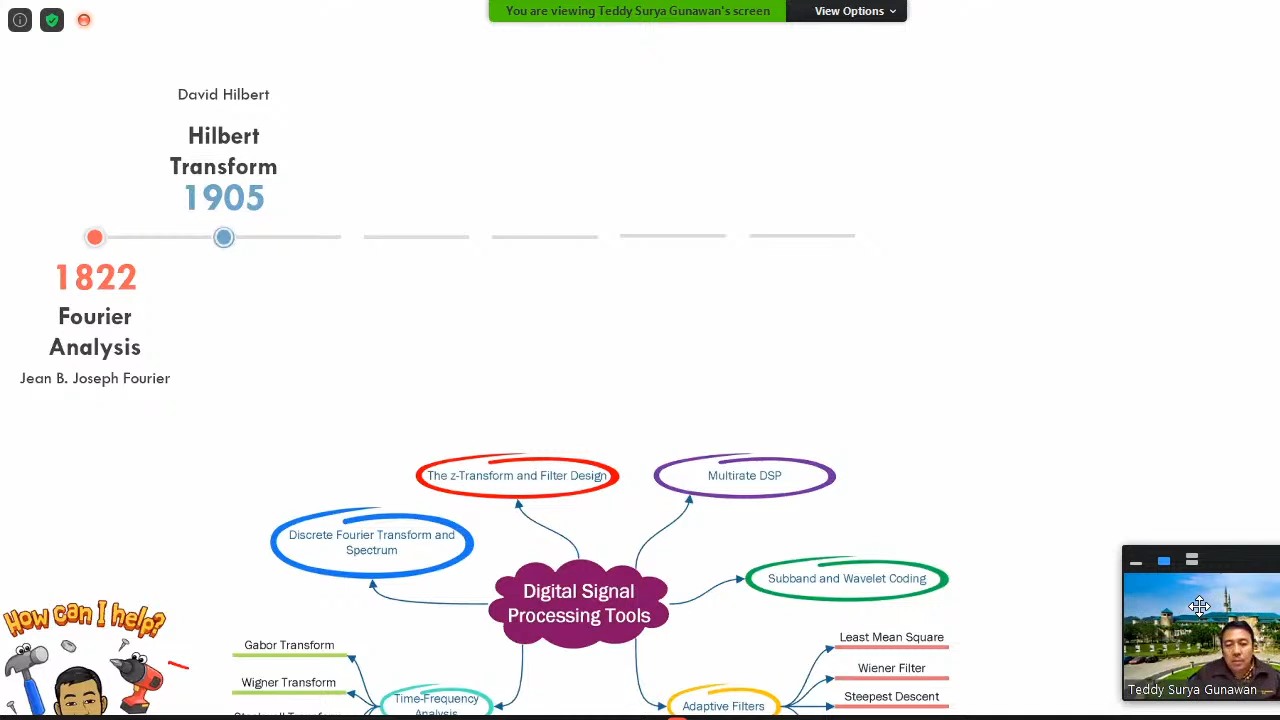 You are viewing Teddy Surya Gunawan's screen
View Options
David Hilbert
Hilbert
Transform
1905
1822
Fourier
Analysis
Jean B. Joseph Fourier
The z-Transform and Filter Design
Multirate DSP
Discrete Fourier Transform and
Spectrum
Subband and Wavelet Coding
Digital Signal
Processing Tools
How can I help?
Gabor Transform
Wigner Transform
Time-Frequency
Analysis
Least Mean Square
Wiener Filter
Steepest Descent
Adaptive Filters
Teddy Surya Gunawan